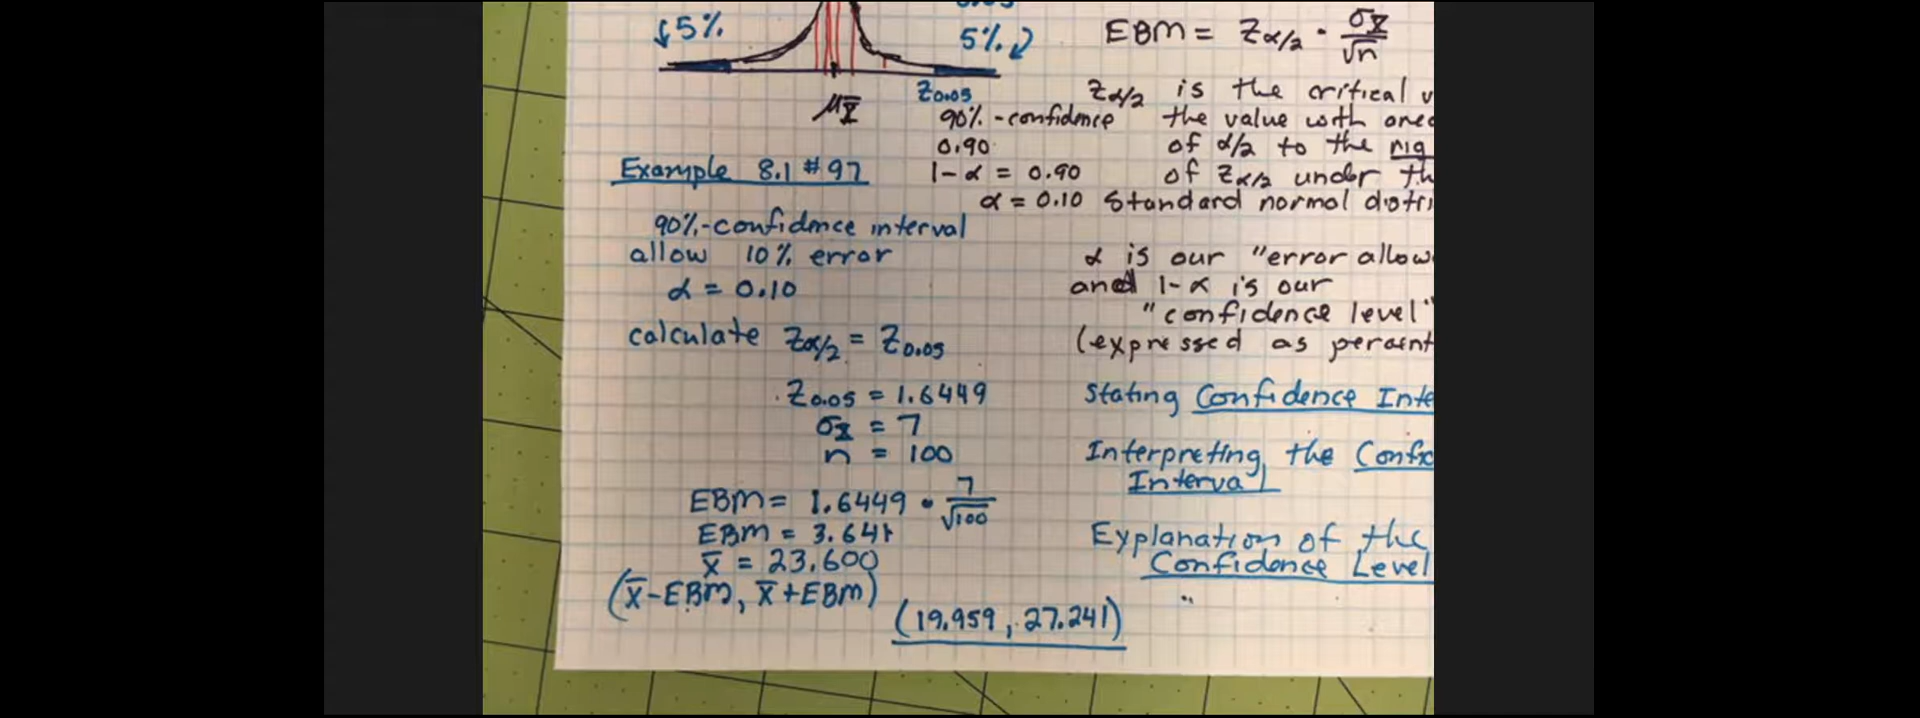 5%
5%
Z0.05
μX̄
90%-confidence
0.90
1-α = 0.90
α = 0.10
Example 8.1 #97
90%-confidence interval
allow 10% error
α = 0.10
calculate Zα/2 = Z0.05
Z0.05 = 1.6449
σx = 7
n = 100
EBM = 1.6449 • 7/√100
EBM = 3.641
x̄ = 23.600
(x̄-EBM, x̄+EBM)
(19.959, 27.241)
EBM = Zα/2 • σx/√n
Zα/2 is the critical
the value with
of α/2 to the
of Zα/2 under
Standard normal
α is our "error
and 1-α is our
"confidence level"
(expressed as
Stating Confidence
Interpreting the
Interval
Explanation of the
Confidence Level
"